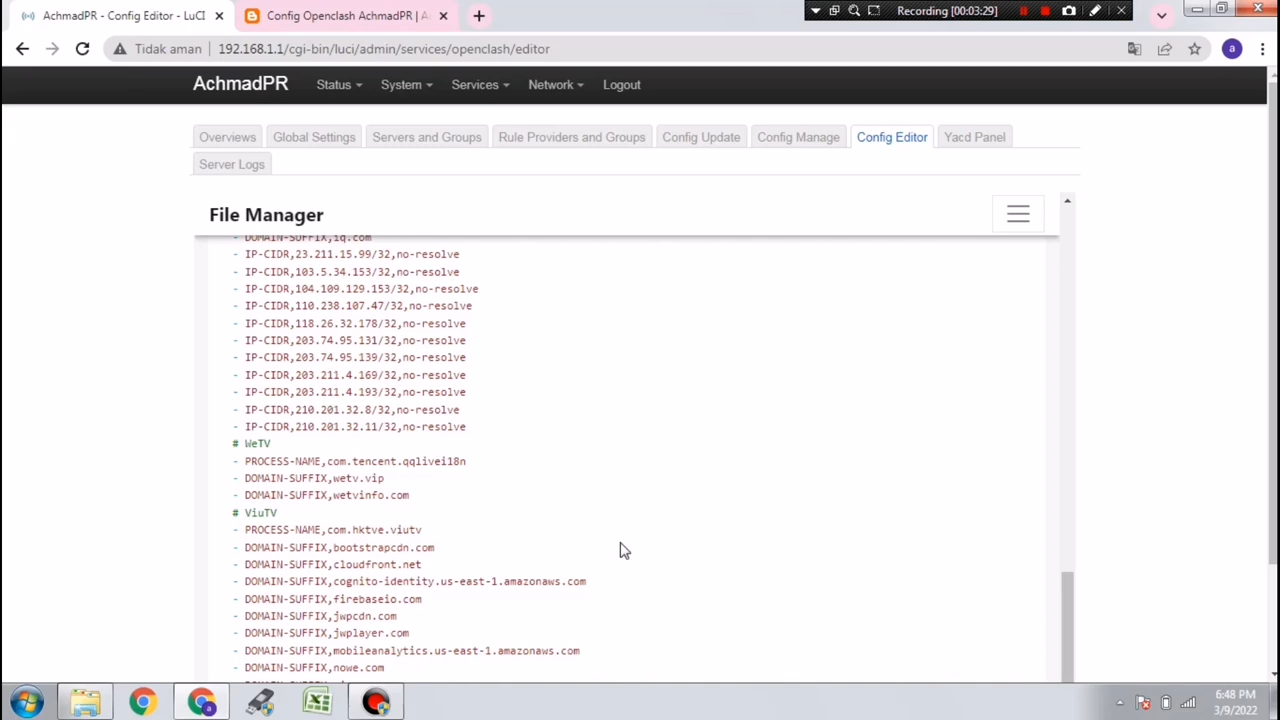 AchmadPR - Config Editor - LuCI
Config Openclash AchmadPR | A
Recording [00:03:29]
Tidak aman
192.168.1.1/cgi-bin/luci/admin/services/openclash/editor
a
AchmadPR
Status
System
Services
Network
Logout
Overviews
Global Settings
Servers and Groups
Rule Providers and Groups
Config Update
Config Manage
Config Editor
Yacd Panel
Server Logs
File Manager
- DOMAIN-SUFFIX,iq.com
- IP-CIDR,23.211.15.99/32,no-resolve
- IP-CIDR,103.5.34.153/32,no-resolve
- IP-CIDR,104.109.129.153/32,no-resolve
- IP-CIDR,110.238.107.47/32,no-resolve
- IP-CIDR,118.26.32.178/32,no-resolve
- IP-CIDR,203.74.95.131/32,no-resolve
- IP-CIDR,203.74.95.139/32,no-resolve
- IP-CIDR,203.211.4.169/32,no-resolve
- IP-CIDR,203.211.4.193/32,no-resolve
- IP-CIDR,210.201.32.8/32,no-resolve
- IP-CIDR,210.201.32.11/32,no-resolve
# WeTV
- PROCESS-NAME,com.tencent.qqlivei18n
- DOMAIN-SUFFIX,wetv.vip
- DOMAIN-SUFFIX,wetvinfo.com
# ViuTV
- PROCESS-NAME,com.hktve.viutv
- DOMAIN-SUFFIX,bootstrapcdn.com
- DOMAIN-SUFFIX,cloudfront.net
- DOMAIN-SUFFIX,cognito-identity.us-east-1.amazonaws.com
- DOMAIN-SUFFIX,firebaseio.com
- DOMAIN-SUFFIX,jwpcdn.com
- DOMAIN-SUFFIX,jwplayer.com
- DOMAIN-SUFFIX,mobileanalytics.us-east-1.amazonaws.com
- DOMAIN-SUFFIX,nowe.com
6:48 PM
3/9/2022